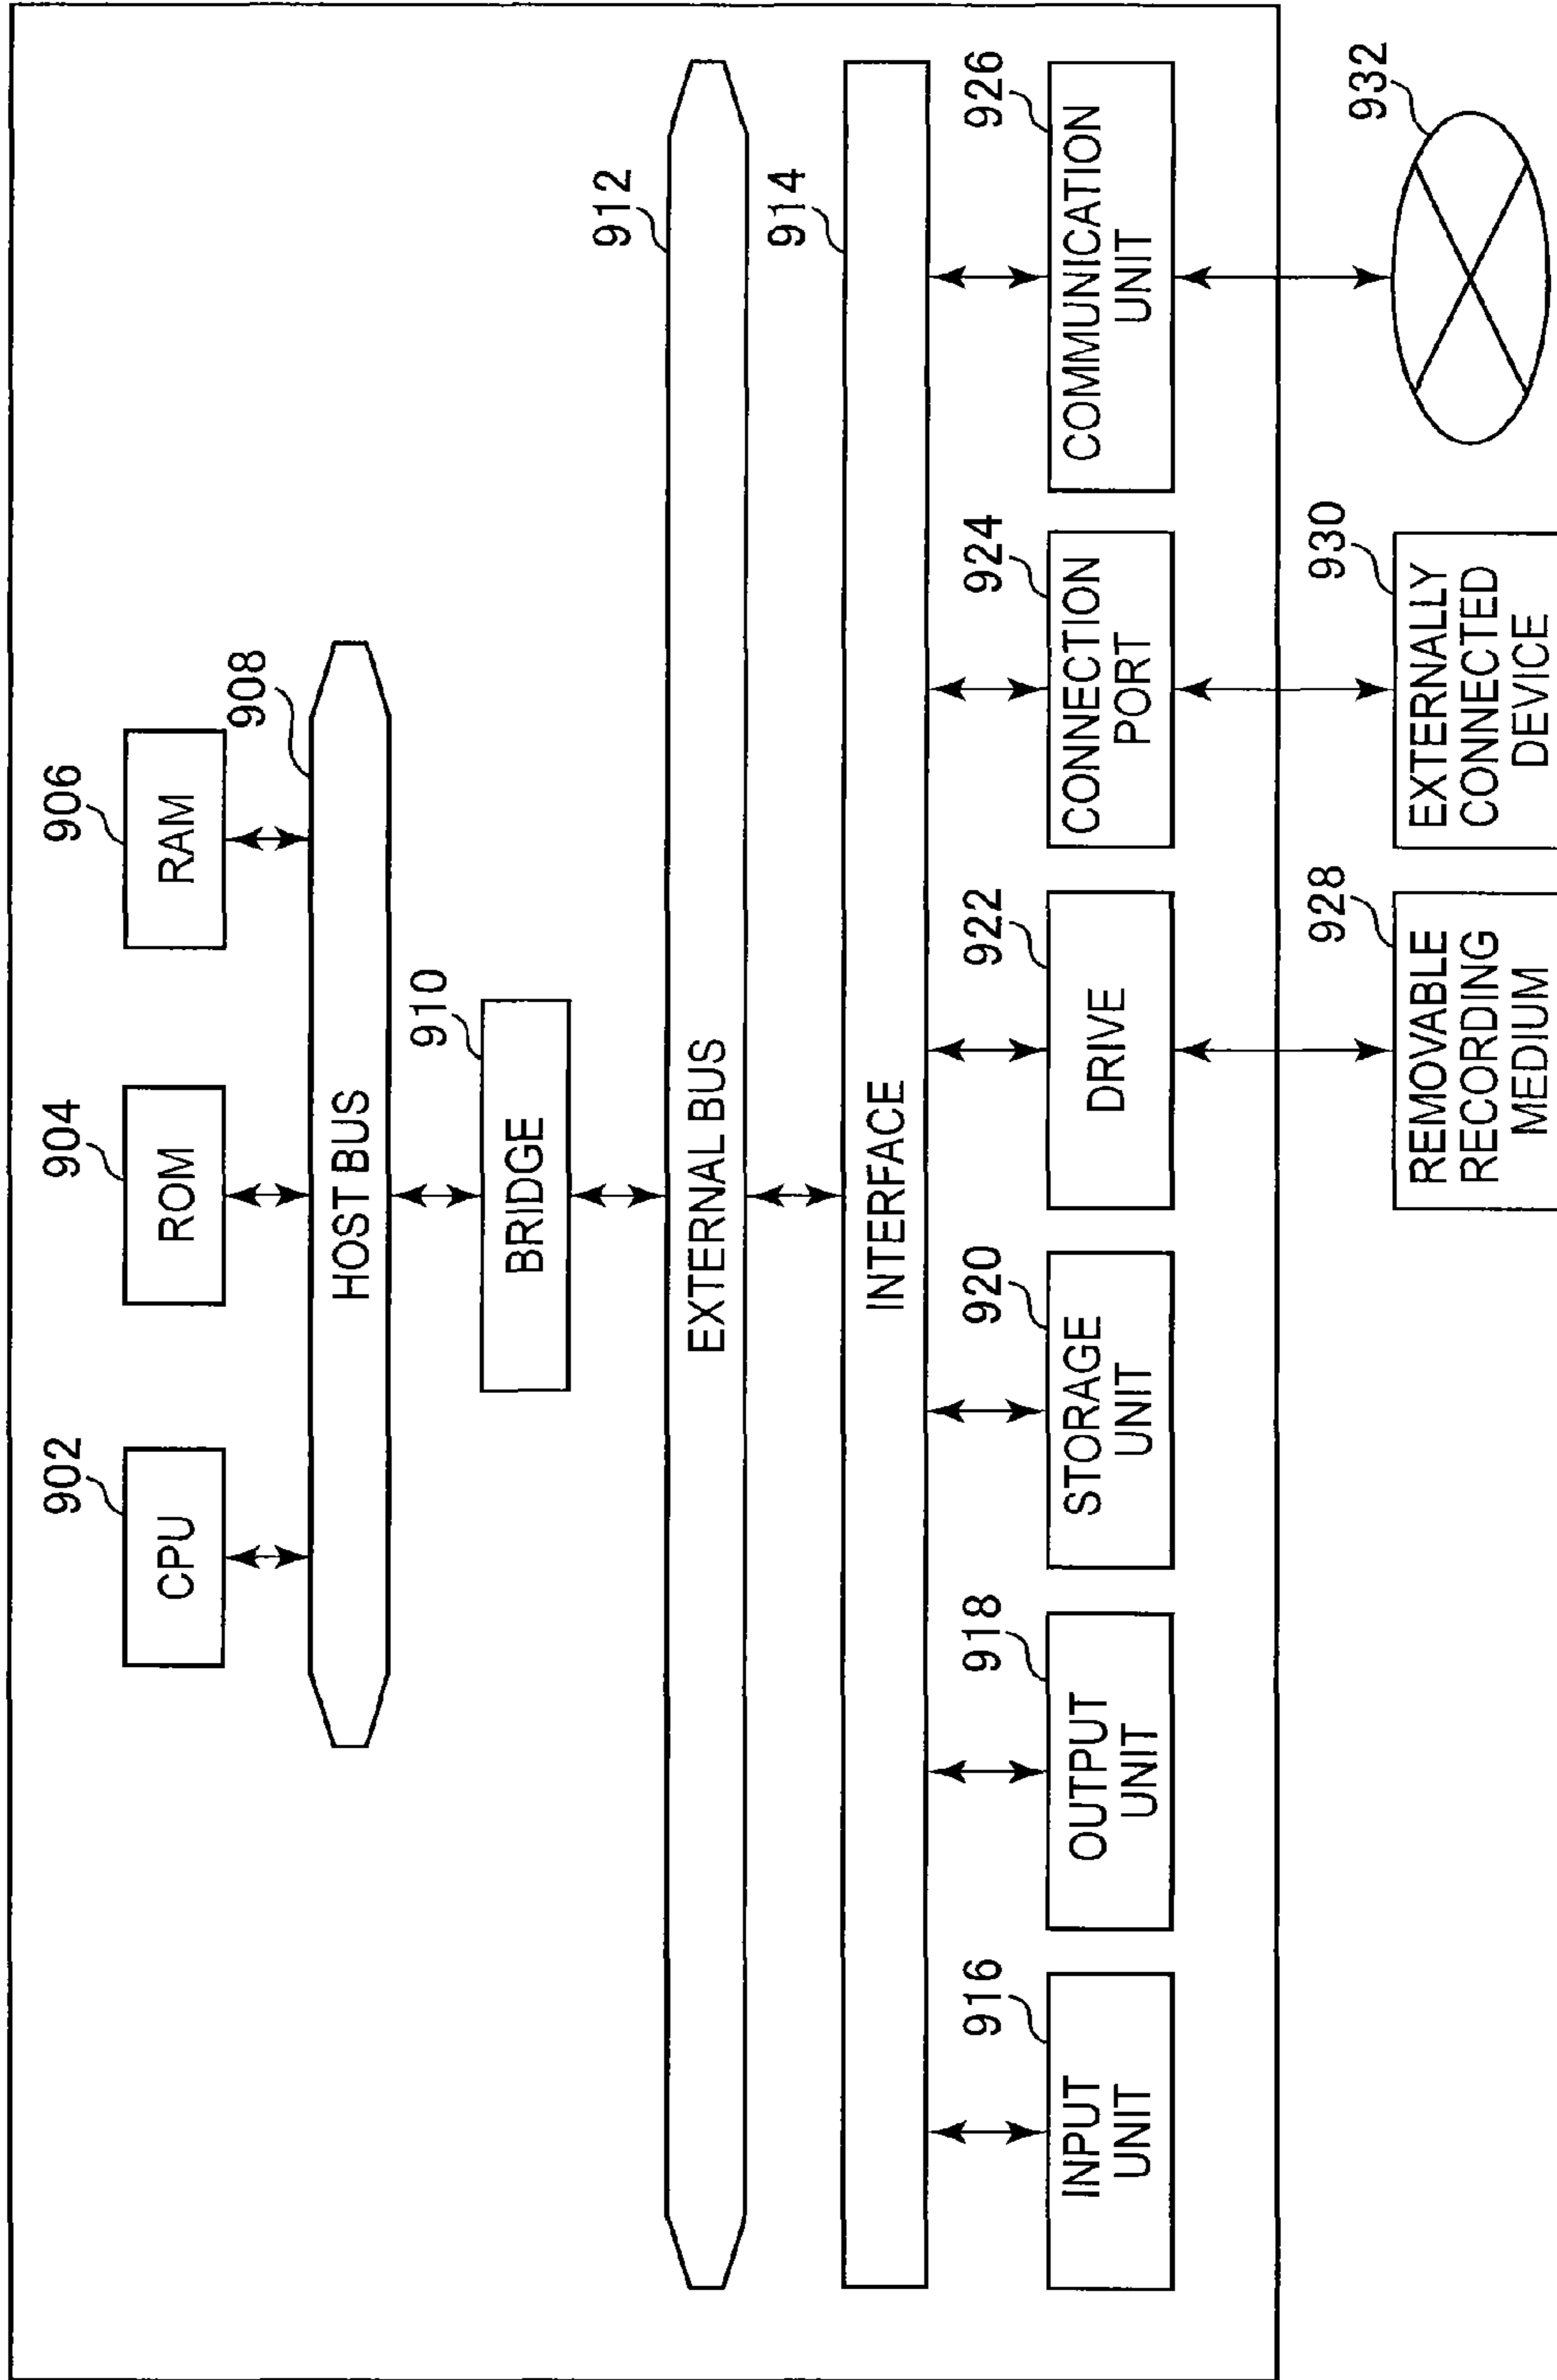 902
904
906
CPU
ROM
RAM
908
HOST BUS
910
BRIDGE
912
EXTERNAL BUS
914
INTERFACE
916
918
920
922
924
926
INPUT
UNIT
OUTPUT
UNIT
STORAGE
UNIT
DRIVE
CONNECTION
PORT
COMMUNICATION
UNIT
928
930
932
REMOVABLE
RECORDING
MEDIUM
EXTERNALLY
CONNECTED
DEVICE